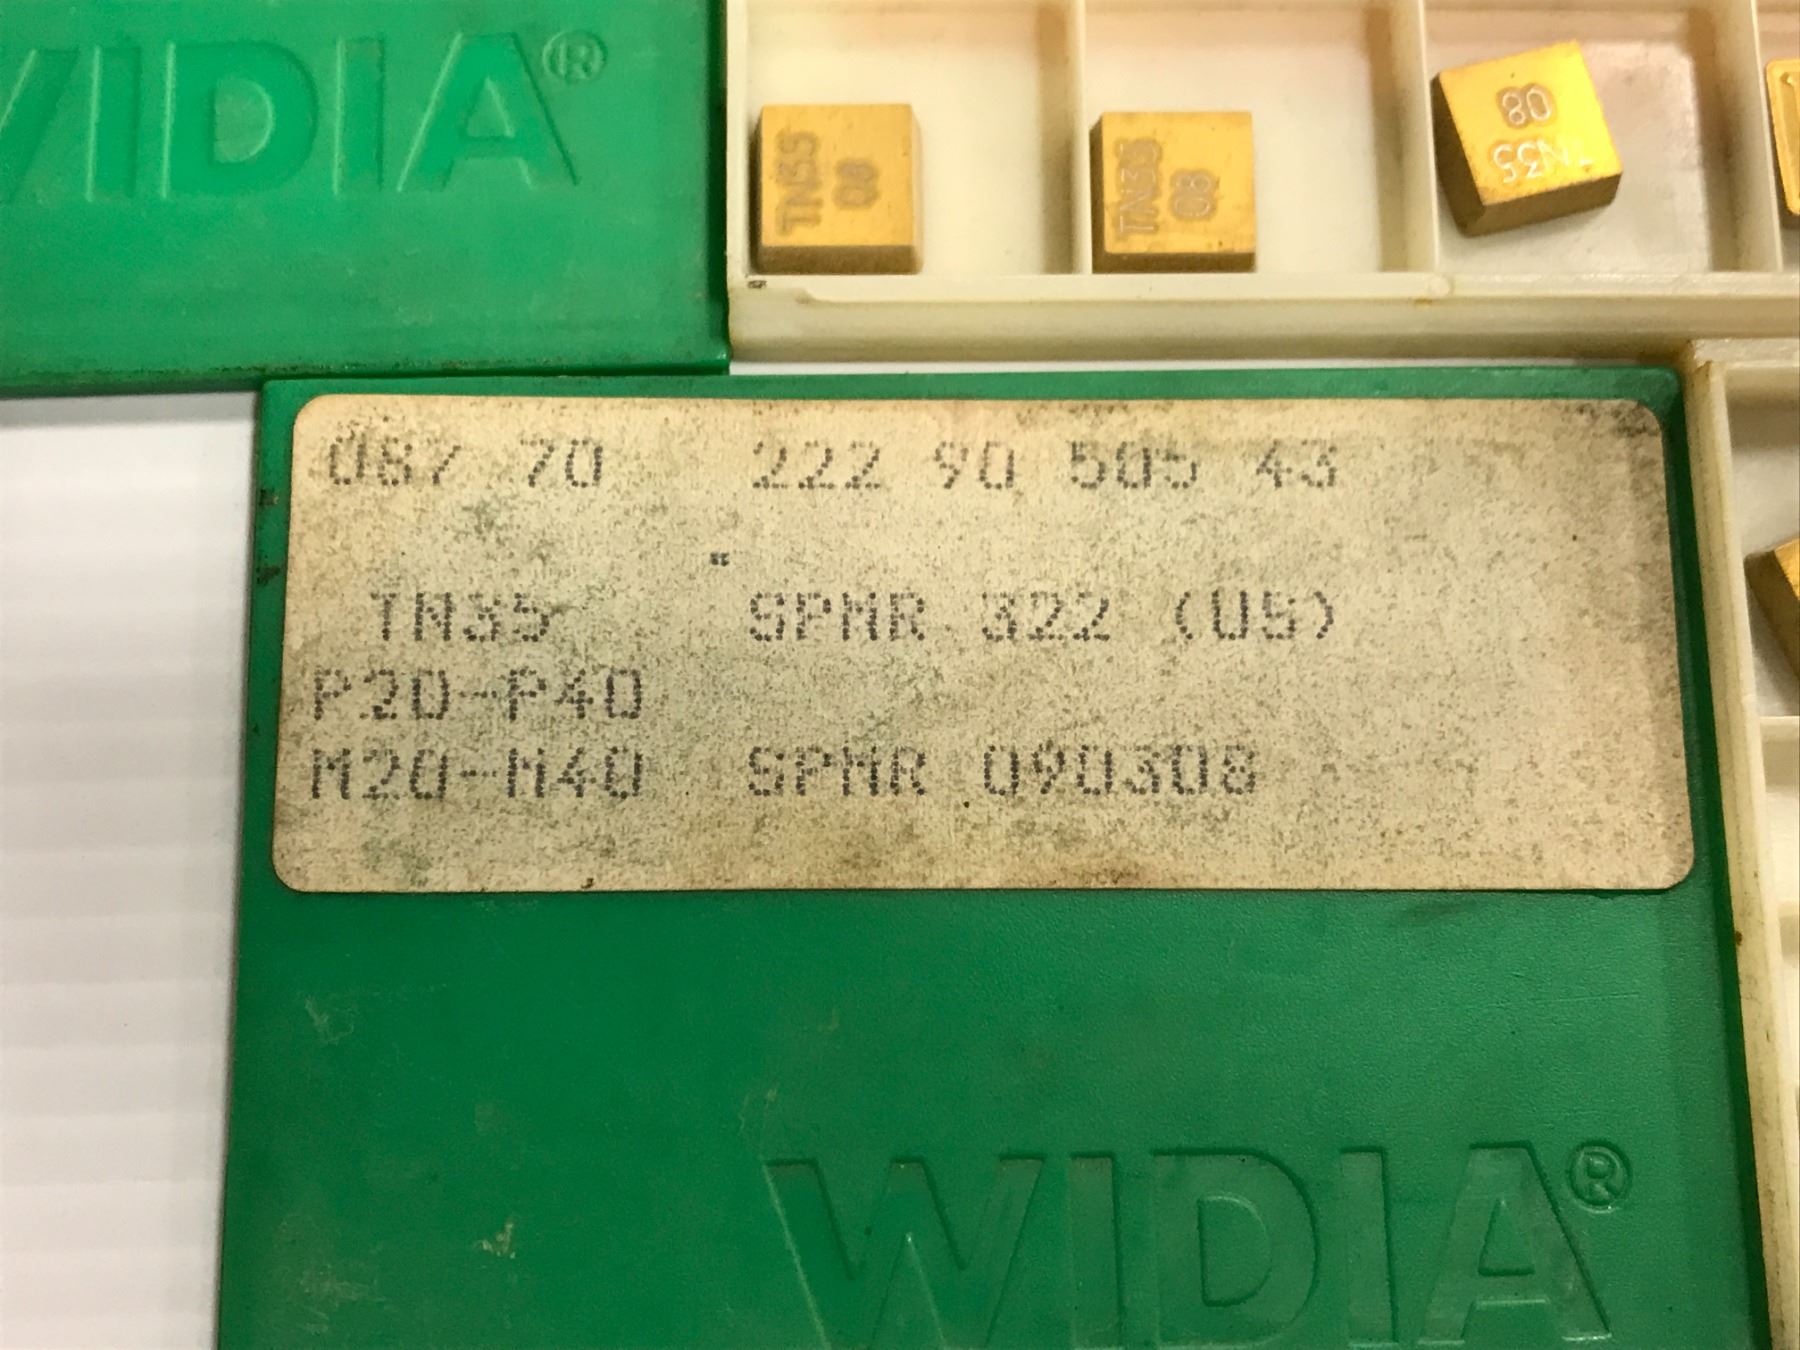 WIDIA®
TN35
08
TN35
08
08
TN35
087 70 222 90 505 43
TN35 SPMR 322 (US)
P20-P40
M20-M40 SPMR 090308
WIDIA®